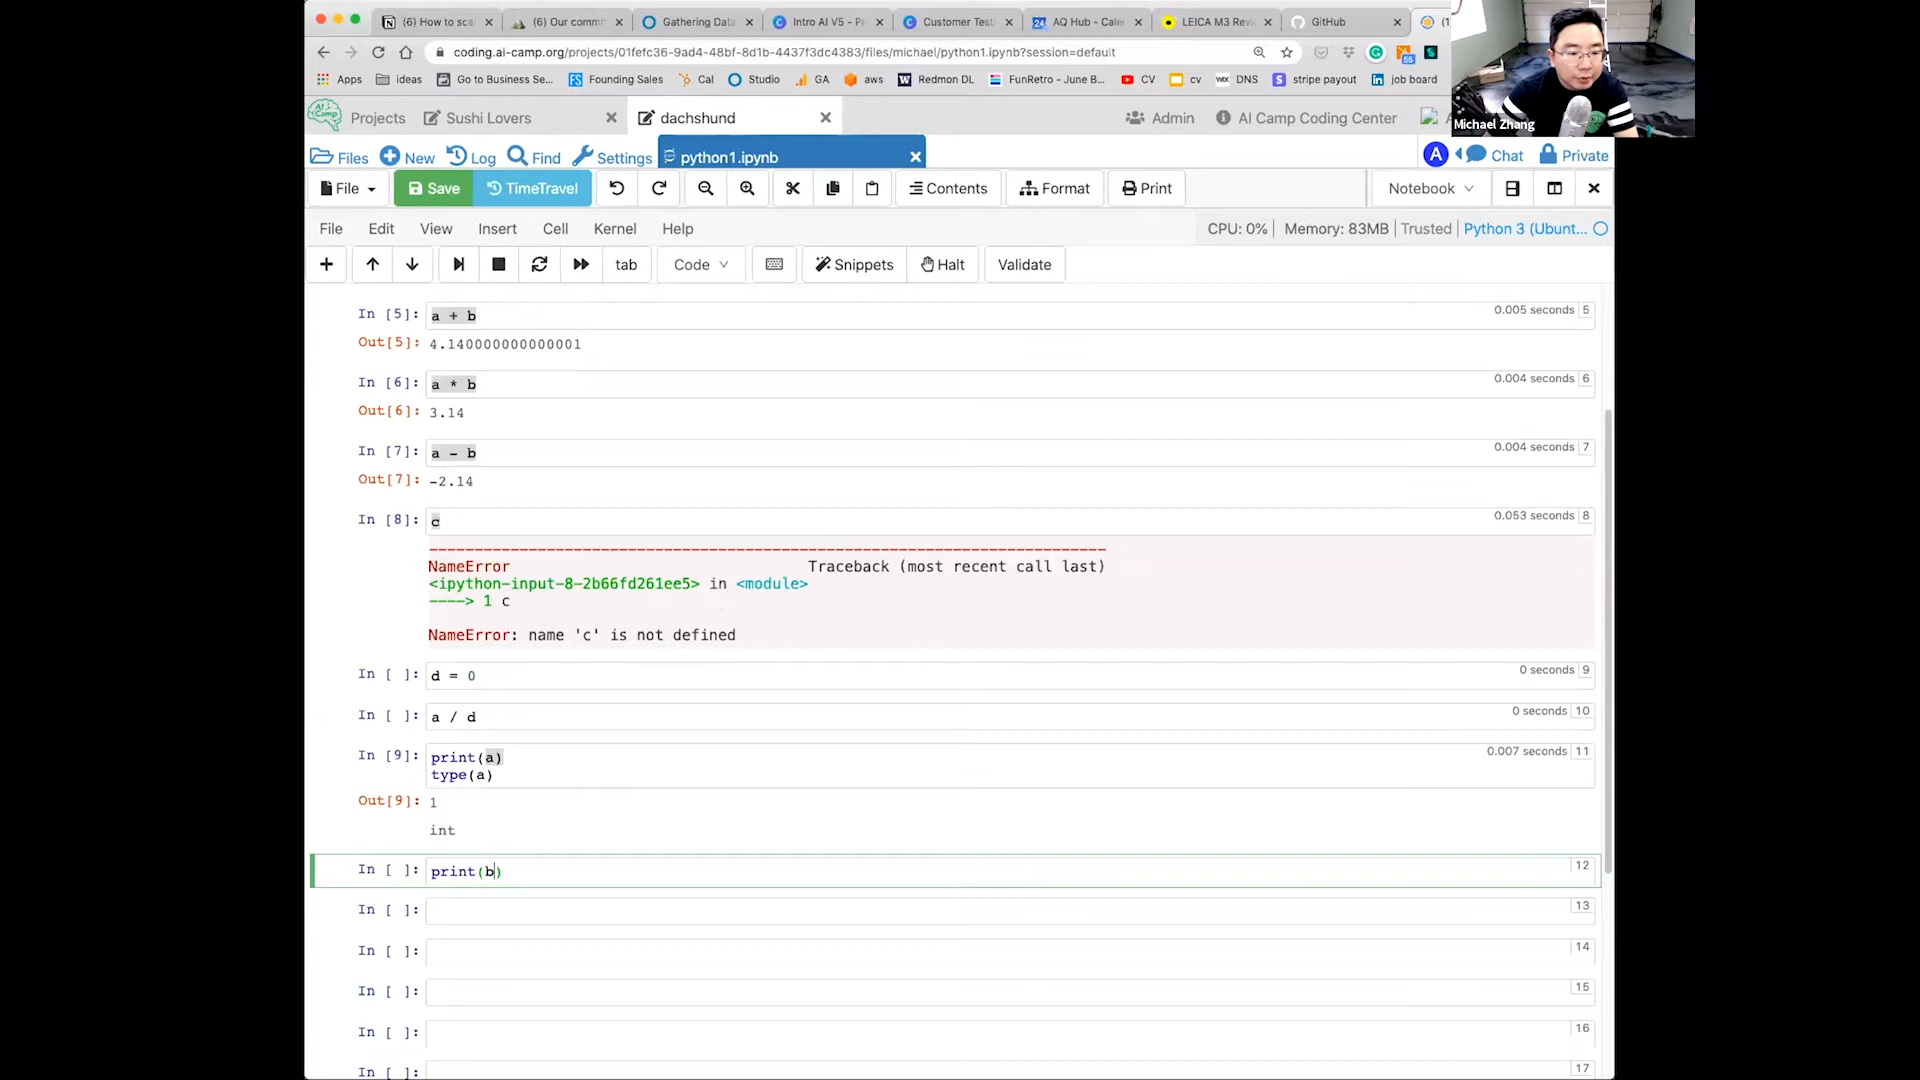 (6) How to sca
(6) Our commi
Gathering Data
Intro AI V5 - P
Customer Test
AQ Hub - Cale
LEICA M3 Revi
GitHub
coding.ai-camp.org/projects/01fefc36-9ad4-48bf-8d1b-4437f3dc4383/files/michael/python1.ipynb?session=default
55
Apps ideas Go to Business Se... Founding Sales Cal Studio GA aws Redmon DL FunRetro - June B... CV cv DNS stripe payout job board
Michael Zhang
AI Camp Projects Sushi Lovers dachshund Admin AI Camp Coding Center
Files New Log Find Settings python1.ipynb A Chat Private
File Save TimeTravel Contents Format Print Notebook
File Edit View Insert Cell Kernel Help CPU: 0% Memory: 83MB Trusted Python 3 (Ubunt...
tab Code Snippets Halt Validate
In [5]: a + b 0.005 seconds 5
Out[5]: 4.140000000000001
In [6]: a * b 0.004 seconds 6
Out[6]: 3.14
In [7]: a - b 0.004 seconds 7
Out[7]: -2.14
In [8]: c 0.053 seconds 8
---------------------------------------------------------------------------
NameError Traceback (most recent call last)
<ipython-input-8-2b66fd261ee5> in <module>
----> 1 c
NameError: name 'c' is not defined
In [ ]: d = 0 0 seconds 9
In [ ]: a / d 0 seconds 10
In [9]: print(a) 0.007 seconds 11
type(a)
Out[9]: 1
int
In [ ]: print(b) 12
In [ ]: 13
In [ ]: 14
In [ ]: 15
In [ ]: 16
In [ ]: 17